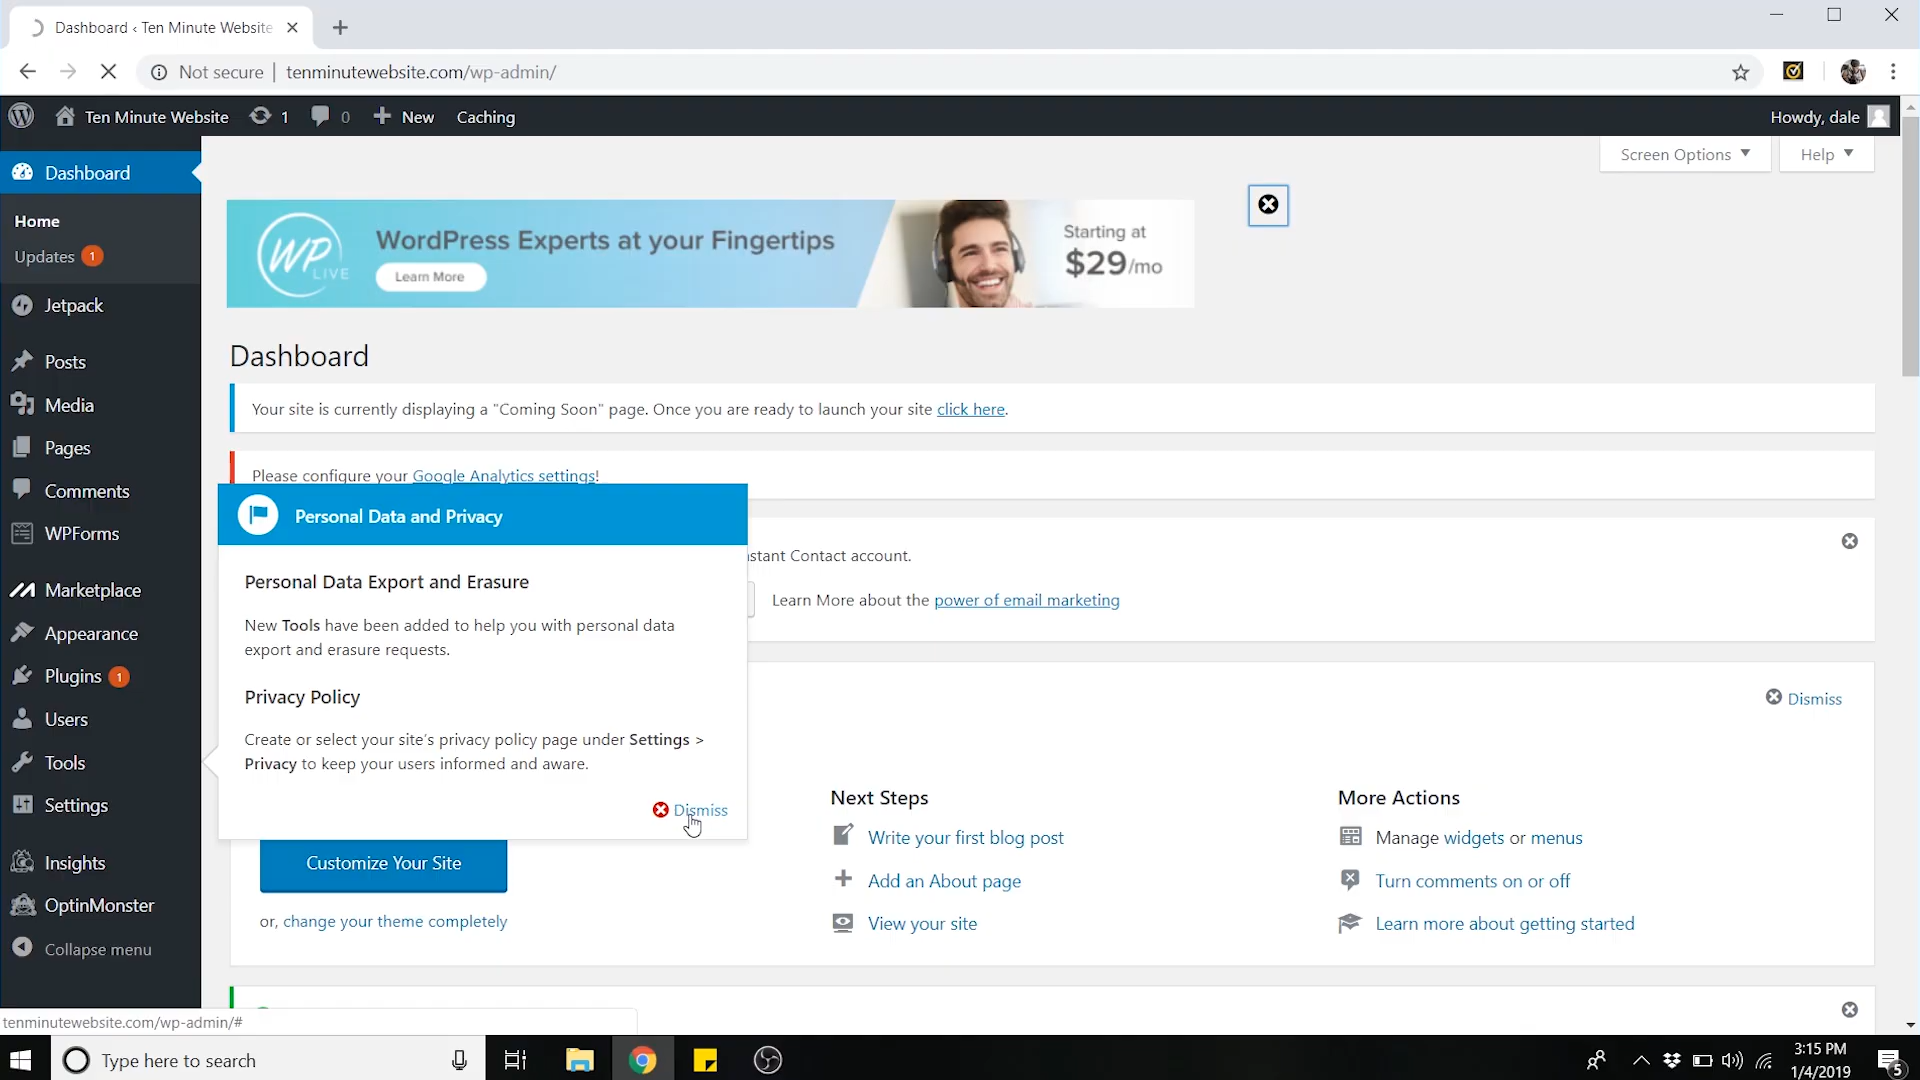 Dashboard ‹ Ten Minute Website
Not secure | tenminutewebsite.com/wp-admin/
Ten Minute Website 1 0 New Caching Howdy, dale
Screen Options Help
Dashboard
Home
Updates 1
Jetpack
Posts
Media
Pages
Comments
WPForms
Marketplace
Appearance
Plugins 1
Users
Tools
Settings
Insights
OptinMonster
Collapse menu
WP LIVE
WordPress Experts at your Fingertips
Learn More
Starting at
$29/mo
Dashboard
Your site is currently displaying a "Coming Soon" page. Once you are ready to launch your site click here.
Please configure your Google Analytics settings!
Personal Data and Privacy
Personal Data Export and Erasure
New Tools have been added to help you with personal data
export and erasure requests.
Privacy Policy
Create or select your site's privacy policy page under Settings >
Privacy to keep your users informed and aware.
Dismiss
Contact account.
Learn More about the power of email marketing
Dismiss
Customize Your Site
or, change your theme completely
Next Steps
Write your first blog post
Add an About page
View your site
More Actions
Manage widgets or menus
Turn comments on or off
Learn more about getting started
tenminutewebsite.com/wp-admin/#
Type here to search
3:15 PM
1/4/2019
5